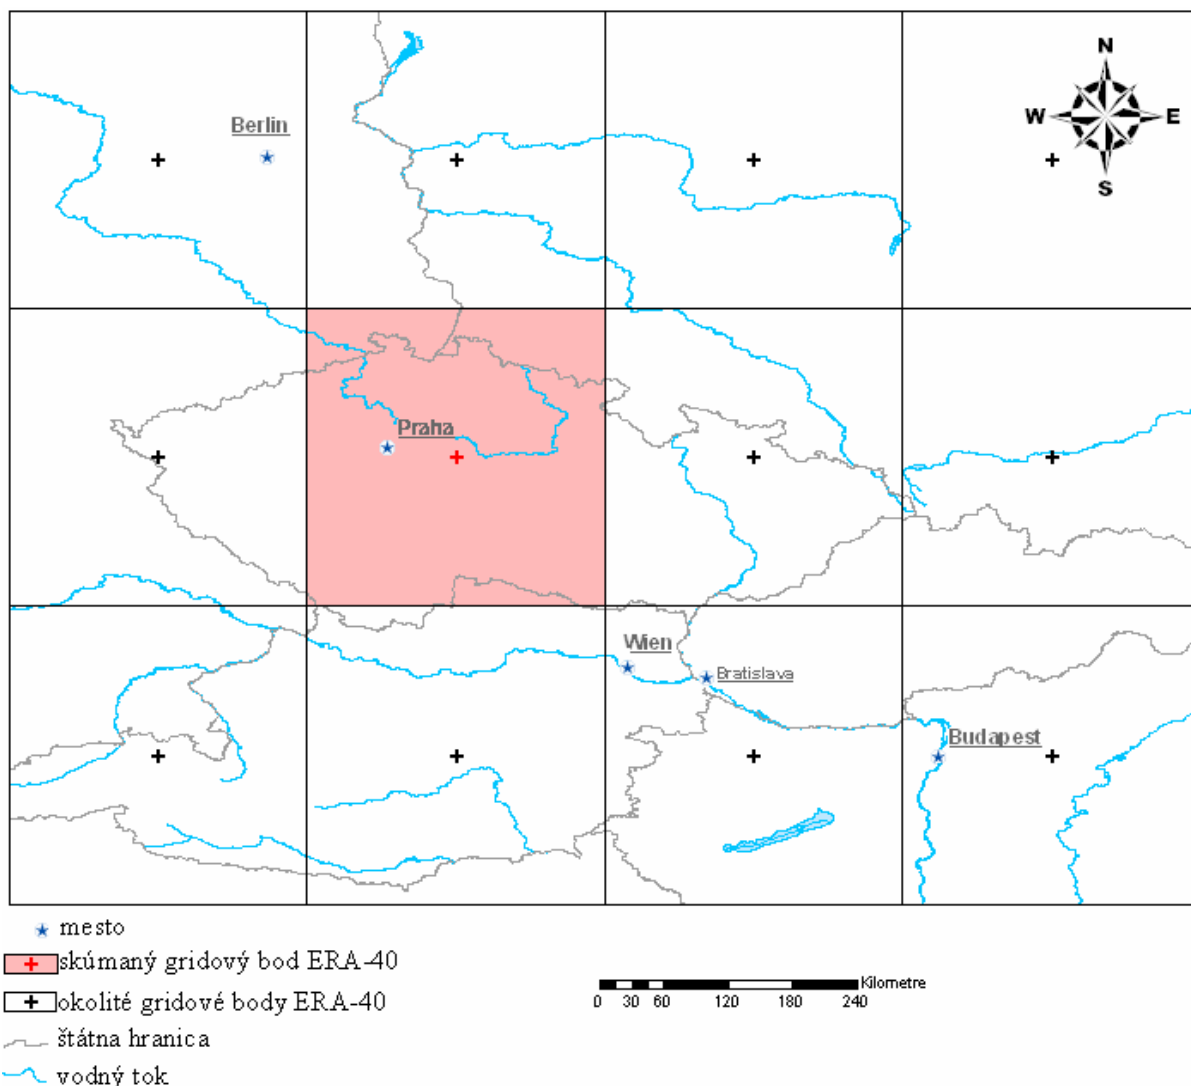 N
W E
S
Berlin
Praha
Wien
Bratislava
Budapest
mesto
skúmaný gridový bod ERA-40
okolité gridové body ERA-40
štátna hranica
vodný tok
Kilometre
0 30 60 120 180 240